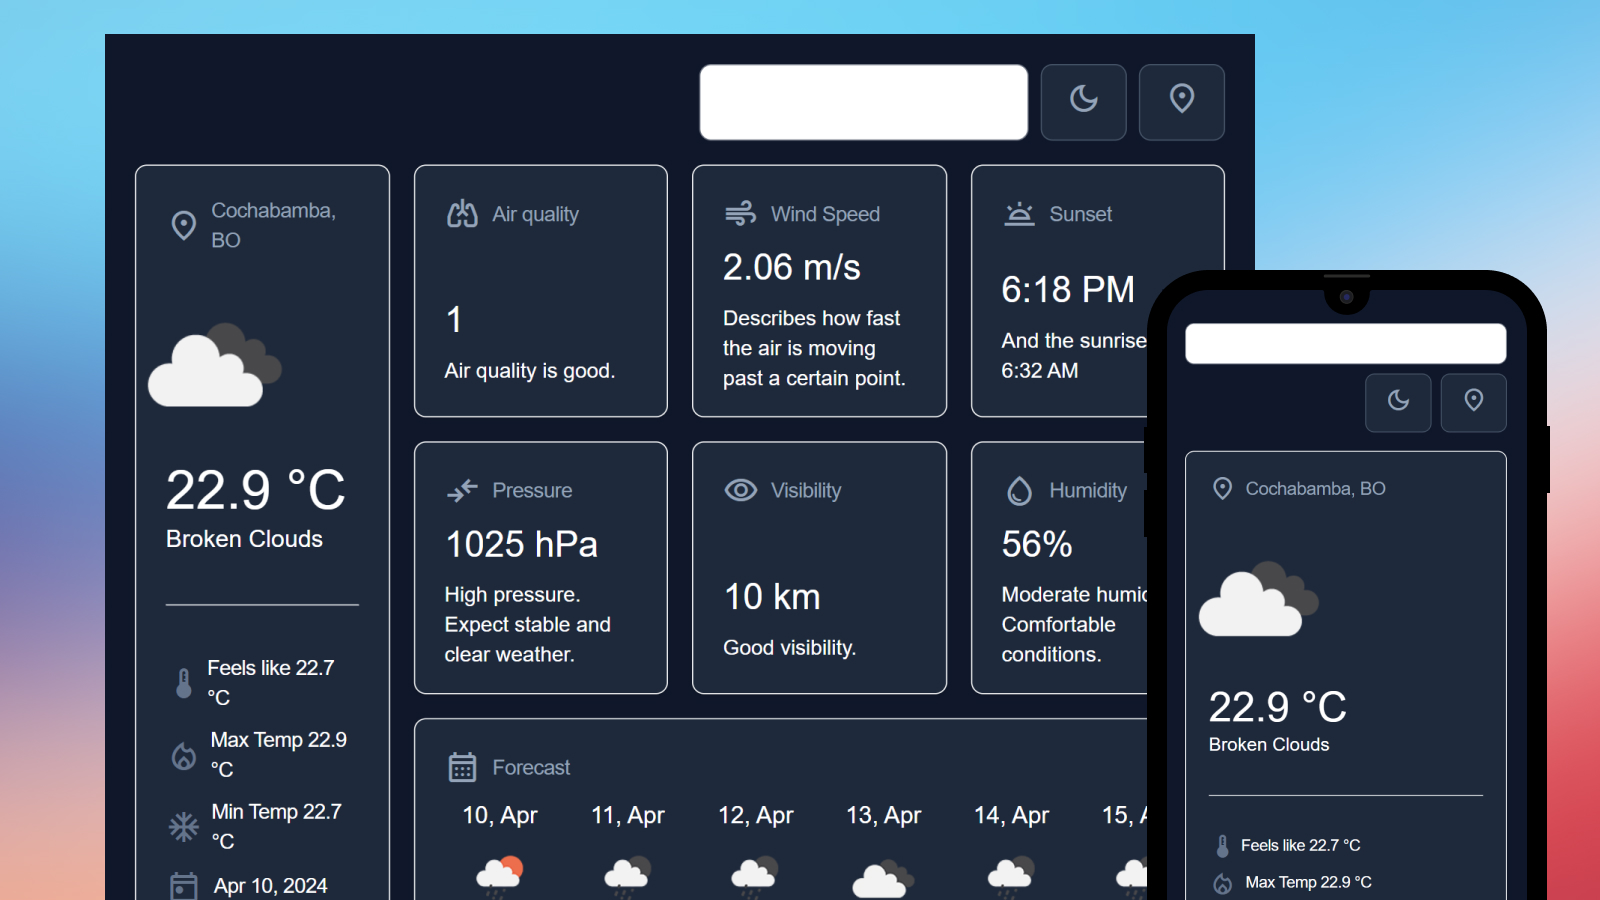 Cochabamba,
BO
22.9 °C
Broken Clouds
Feels like 22.7
°C
Max Temp 22.9
°C
Min Temp 22.7
°C
Apr 10, 2024
Air quality
1
Air quality is good.
Wind Speed
2.06 m/s
Describes how fast
the air is moving
past a certain point.
Sunset
6:18 PM
And the sunrise
6:32 AM
Pressure
1025 hPa
High pressure.
Expect stable and
clear weather.
Visibility
10 km
Good visibility.
Humidity
56%
Moderate
Comfortable
conditions.
Forecast
10, Apr
11, Apr
12, Apr
13, Apr
14, Apr
15,
Cochabamba, BO
22.9 °C
Broken Clouds
Feels like 22.7 °C
Max Temp 22.9 °C